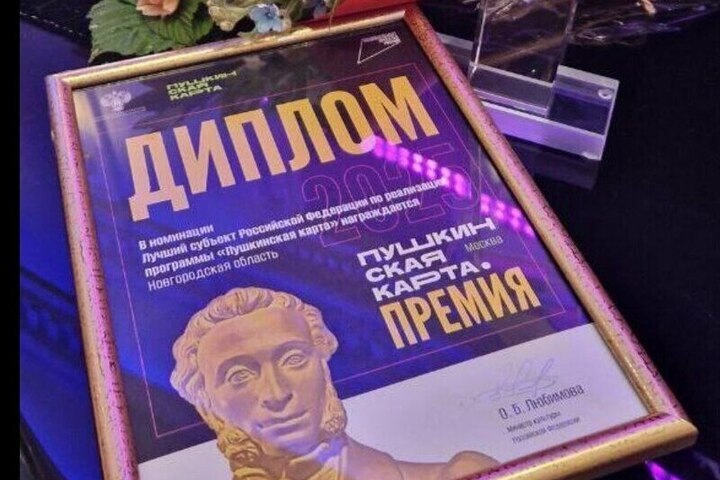 ПУШКИН
СКАЯ
КАРТА
ДИПЛОМ
2025
В номинации
Лучший субъект Российской Федерации по реализации
программы «Пушкинская карта» награждается
Новгородская область
ПУШКИН
СКАЯ Москва
КАРТА.
ПРЕМИЯ
О. Б. Любимова
министр культуры
Российской Федерации